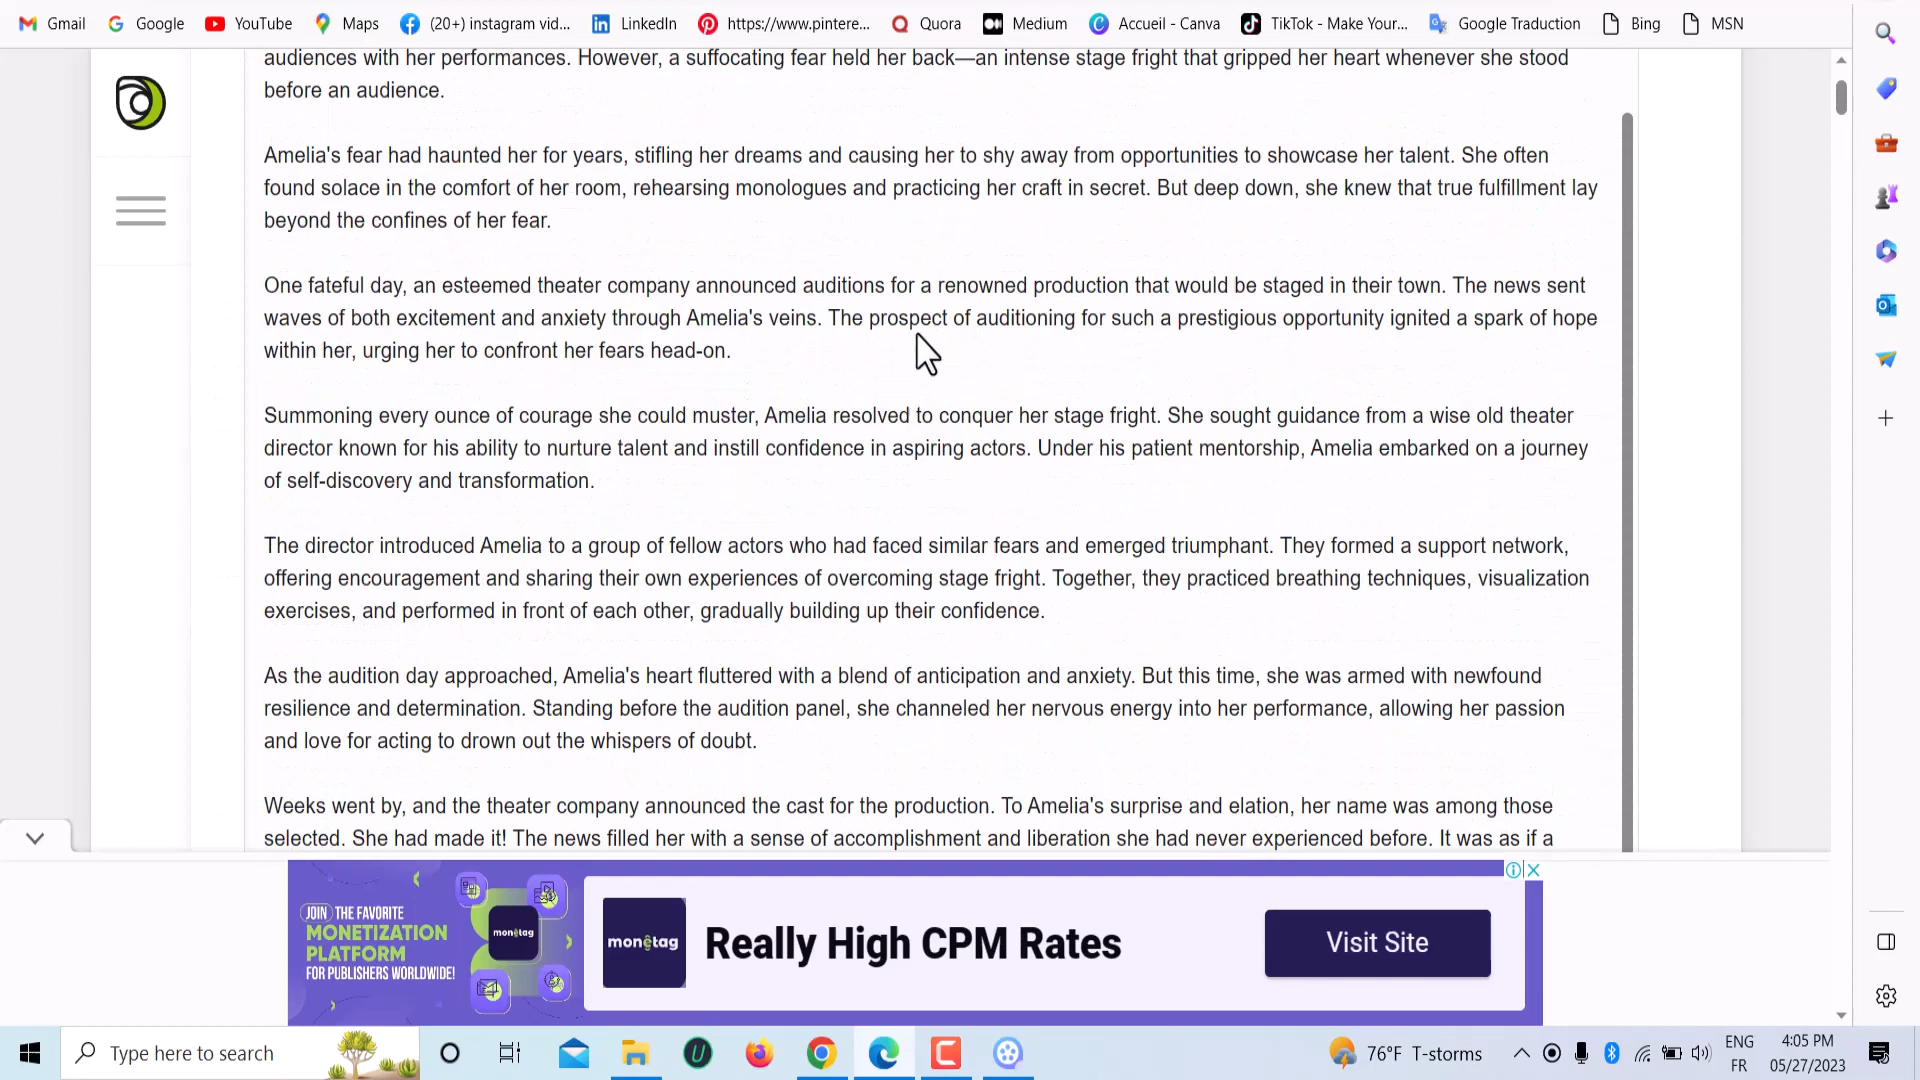 Gmail
Google
YouTube
Maps
(20+) instagram vid...
LinkedIn
https://www.pintere...
Quora
Medium
Accueil - Canva
TikTok - Make Your...
Google Traduction
Bing
MSN
audiences with her performances. However, a suffocating fear held her back—an intense stage fright that gripped her heart whenever she stood
before an audience.
Amelia's fear had haunted her for years, stifling her dreams and causing her to shy away from opportunities to showcase her talent. She often
found solace in the comfort of her room, rehearsing monologues and practicing her craft in secret. But deep down, she knew that true fulfillment lay
beyond the confines of her fear.
One fateful day, an esteemed theater company announced auditions for a renowned production that would be staged in their town. The news sent
waves of both excitement and anxiety through Amelia's veins. The prospect of auditioning for such a prestigious opportunity ignited a spark of hope
within her, urging her to confront her fears head-on.
Summoning every ounce of courage she could muster, Amelia resolved to conquer her stage fright. She sought guidance from a wise old theater
director known for his ability to nurture talent and instill confidence in aspiring actors. Under his patient mentorship, Amelia embarked on a journey
of self-discovery and transformation.
The director introduced Amelia to a group of fellow actors who had faced similar fears and emerged triumphant. They formed a support network,
offering encouragement and sharing their own experiences of overcoming stage fright. Together, they practiced breathing techniques, visualization
exercises, and performed in front of each other, gradually building up their confidence.
As the audition day approached, Amelia's heart fluttered with a blend of anticipation and anxiety. But this time, she was armed with newfound
resilience and determination. Standing before the audition panel, she channeled her nervous energy into her performance, allowing her passion
and love for acting to drown out the whispers of doubt.
Weeks went by, and the theater company announced the cast for the production. To Amelia's surprise and elation, her name was among those
selected. She had made it! The news filled her with a sense of accomplishment and liberation she had never experienced before. It was as if a
JOIN THE FAVORITE
MONETIZATION
PLATFORM
FOR PUBLISHERS WORLDWIDE!
monetag
monetag
Really High CPM Rates
Visit Site
Type here to search
76°F T-storms
ENG
FR
4:05 PM
05/27/2023